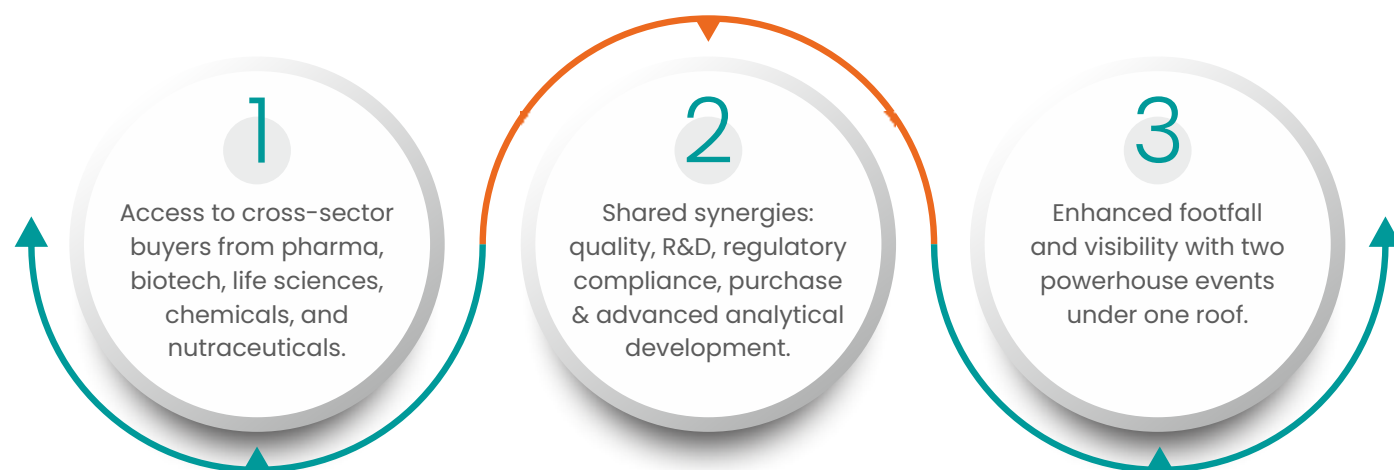 1
Access to cross-sector
buyers from pharma,
biotech, life sciences,
chemicals, and
nutraceuticals.
2
Shared synergies:
quality, R&D, regulatory
compliance, purchase
& advanced analytical
development.
3
Enhanced footfall
and visibility with two
powerhouse events
under one roof.